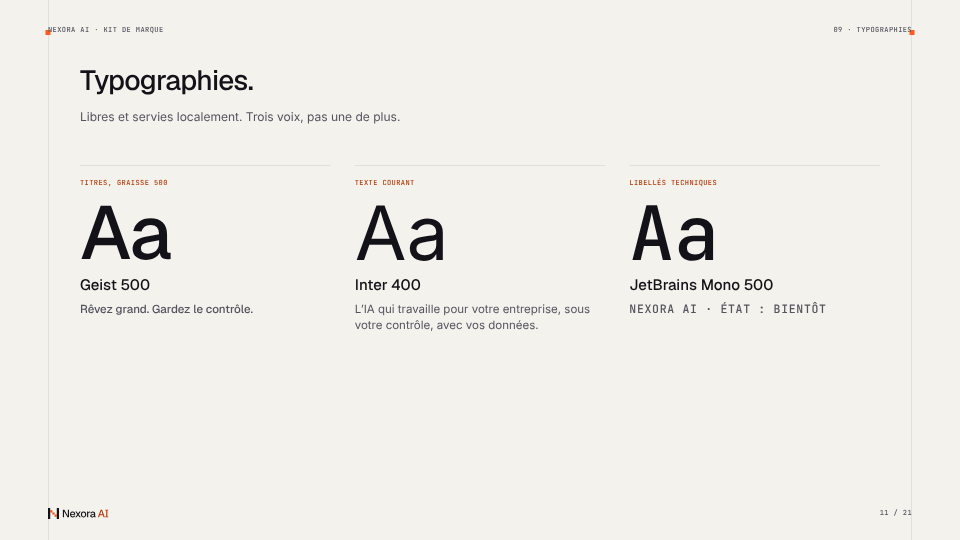 NEXORA AI · KIT DE MARQUE
09 · TYPOGRAPHIES
Typographies.
Libres et servies localement. Trois voix, pas une de plus.
TITRES, GRAISSE 500
Aa
Geist 500
Rêvez grand. Gardez le contrôle.
TEXTE COURANT
Aa
Inter 400
L’IA qui travaille pour votre entreprise, sous
votre contrôle, avec vos données.
LIBELLÉS TECHNIQUES
Aa
JetBrains Mono 500
NEXORA AI · ÉTAT : BIENTÔT
Nexora AI
11 / 21